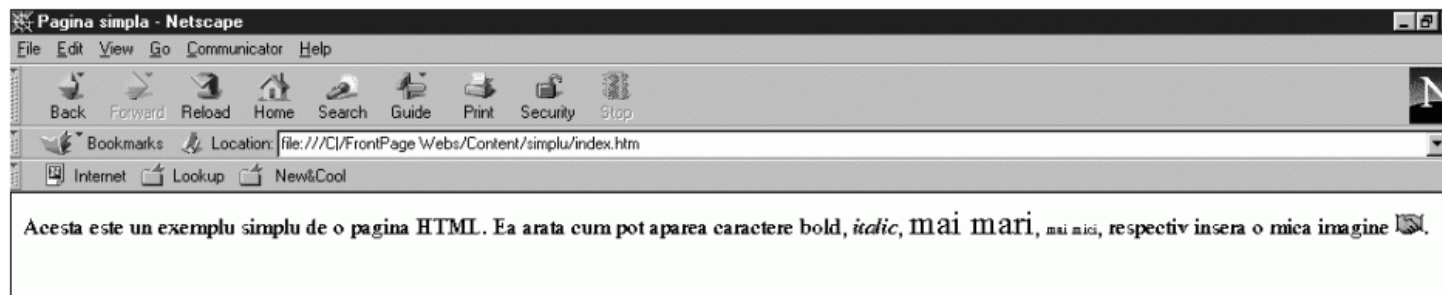 Pagina simpla - Netscape
File Edit View Go Communicator Help
Back Forward Reload Home Search Guide Print Security Stop
N
Bookmarks Location: file:///C|/FrontPage Webs/Content/simplu/index.htm
Internet Lookup New&Cool
Acesta este un exemplu simplu de o pagina HTML. Ea arata cum pot aparea caractere bold, italic, mai mari, mai mici, respectiv insera o mica imagine .